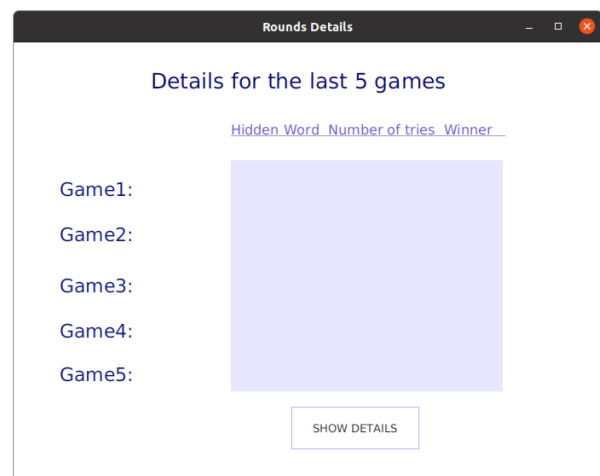 Rounds Details
Details for the last 5 games
Hidden Word Number of tries Winner
Game1:
Game2:
Game3:
Game4:
Game5:
SHOW DETAILS